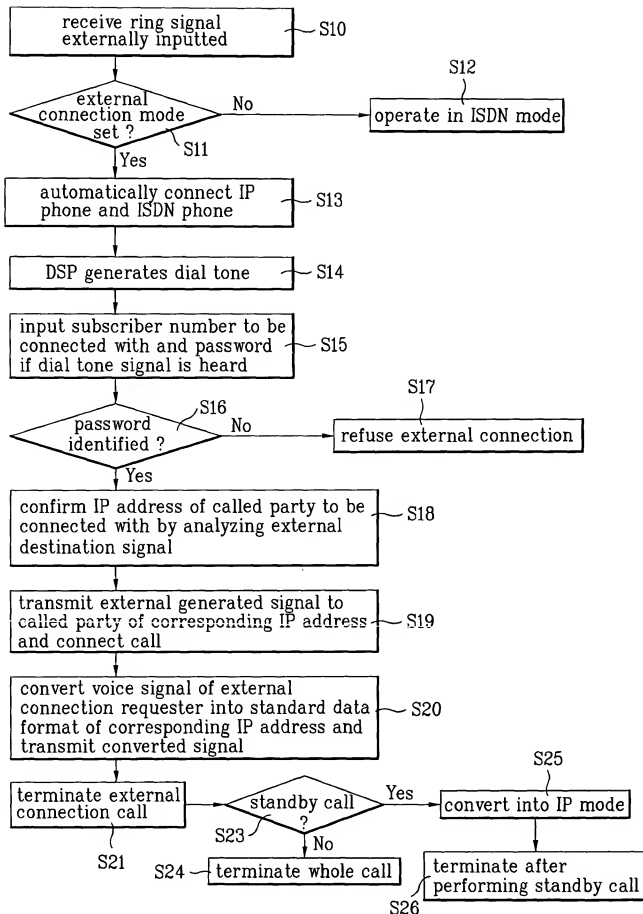 receive ring signal
externally inputted
S10
external
connection mode
set ?
S11
No
S12
operate in ISDN mode
Yes
automatically connect IP
phone and ISDN phone
S13
DSP generates dial tone
S14
input subscriber number to be
connected with and password
if dial tone signal is heard
S15
password
identified ?
S16
No
S17
refuse external connection
Yes
confirm IP address of called party to be
connected with by analyzing external
destination signal
S18
transmit external generated signal to
called party of corresponding IP address
and connect call
S19
convert voice signal of external
connection requester into standard data
format of corresponding IP address and
transmit converted signal
S20
terminate external
connection call
S21
standby call
?
S23
Yes
S25
convert into IP mode
No
S24
terminate whole call
terminate after
performing standby call
S26